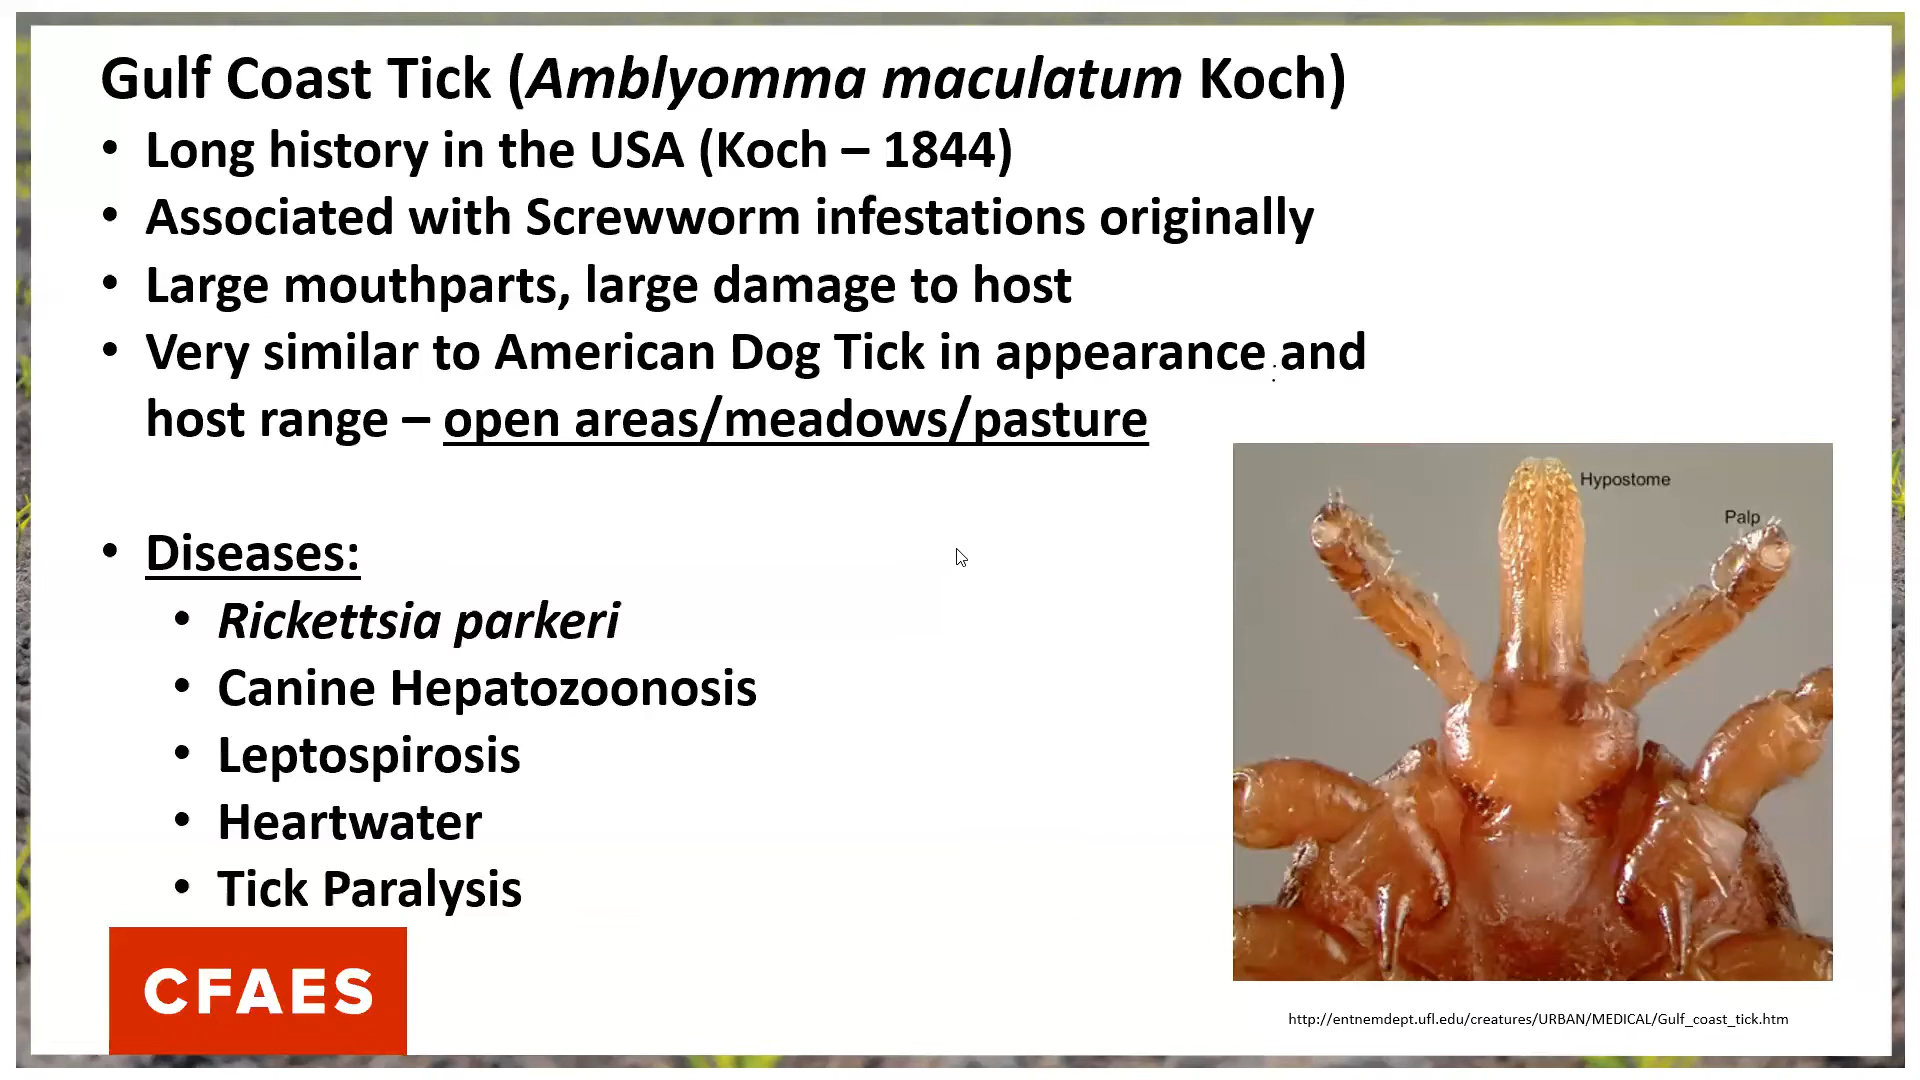 Gulf Coast Tick (Amblyomma maculatum Koch)
• Long history in the USA (Koch – 1844)
• Associated with Screwworm infestations originally
• Large mouthparts, large damage to host
• Very similar to American Dog Tick in appearance and
host range – open areas/meadows/pasture
• Diseases:
• Rickettsia parkeri
• Canine Hepatozoonosis
• Leptospirosis
• Heartwater
• Tick Paralysis
Hypostome
Palp
CFAES
http://entnemdept.ufl.edu/creatures/URBAN/MEDICAL/Gulf_coast_tick.htm